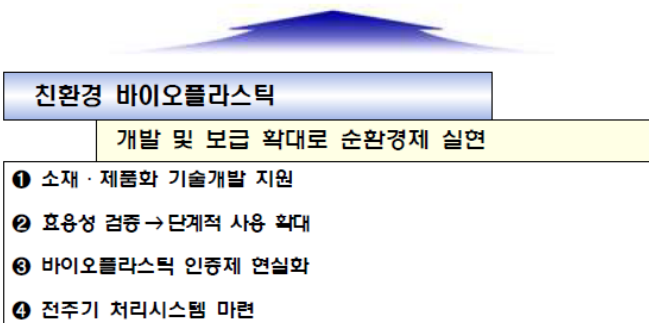 친환경 바이오플라스틱
개발 및 보급 확대로 순환경제 실현
❶ 소재 · 제품화 기술개발 지원
❷ 효용성 검증 → 단계적 사용 확대
❸ 바이오플라스틱 인증제 현실화
❹ 전주기 처리시스템 마련